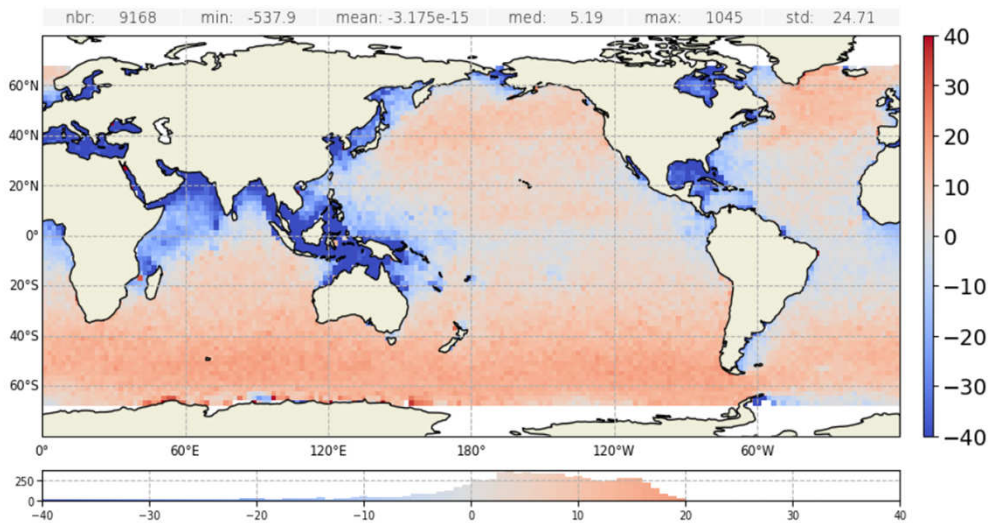 nbr: 9168 min: -537.9 mean: -3.175e-15 med: 5.19 max: 1045 std: 24.71
40
30
20
10
0
−10
−20
−30
−40
60°N
40°N
20°N
0°
20°S
40°S
60°S
0° 60°E 120°E 180° 120°W 60°W
250
0
−40 −30 −20 −10 0 10 20 30 40